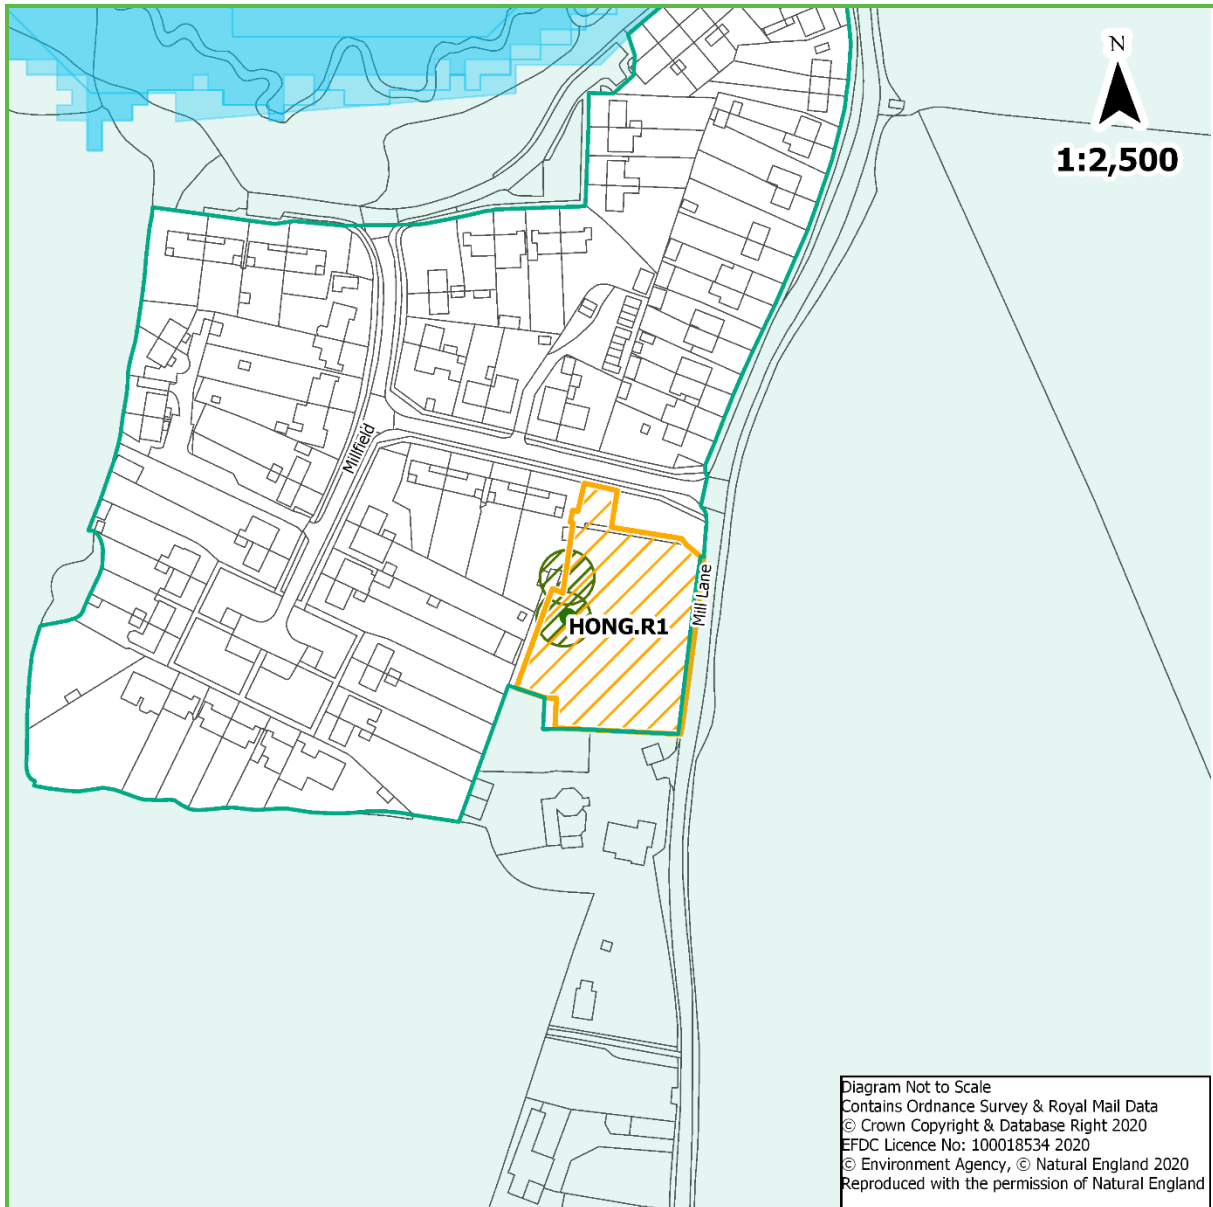 N
1:2,500
Millfield
Mill Lane
HONG.R1
Diagram Not to Scale
Contains Ordnance Survey & Royal Mail Data
© Crown Copyright & Database Right 2020
EFDC Licence No: 100018534 2020
© Environment Agency, © Natural England 2020
Reproduced with the permission of Natural England